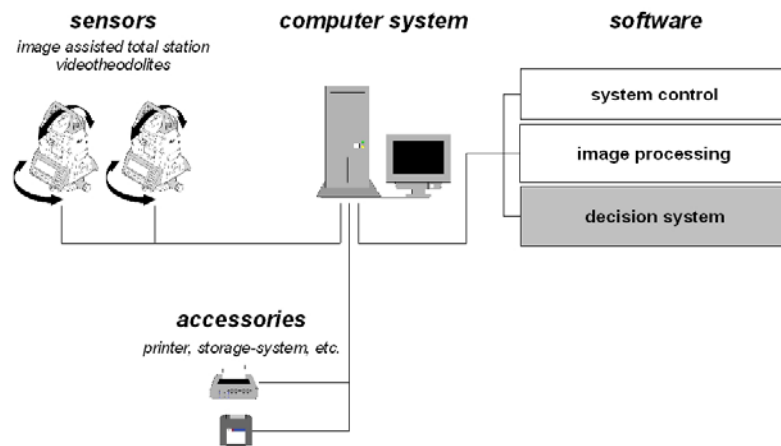 sensors
image assisted total station
videotheodolites
computer system
software
system control
image processing
decision system
accessories
printer, storage-system, etc.